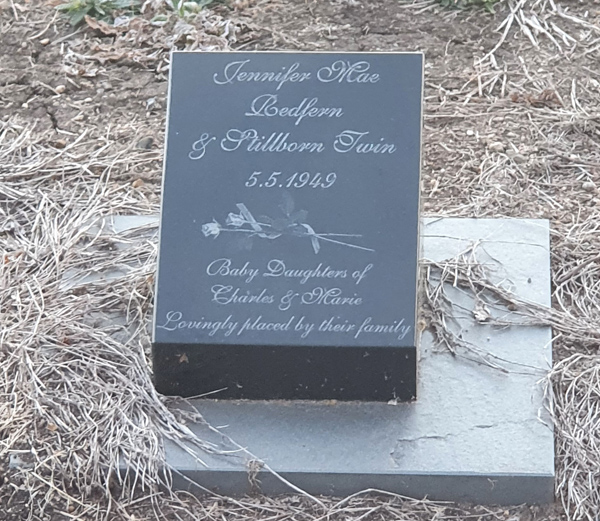 Jennifer Mae
Redfern
& Stillborn Twin
5.5.1949
Baby Daughters of
Charles & Marie
Lovingly placed by their family